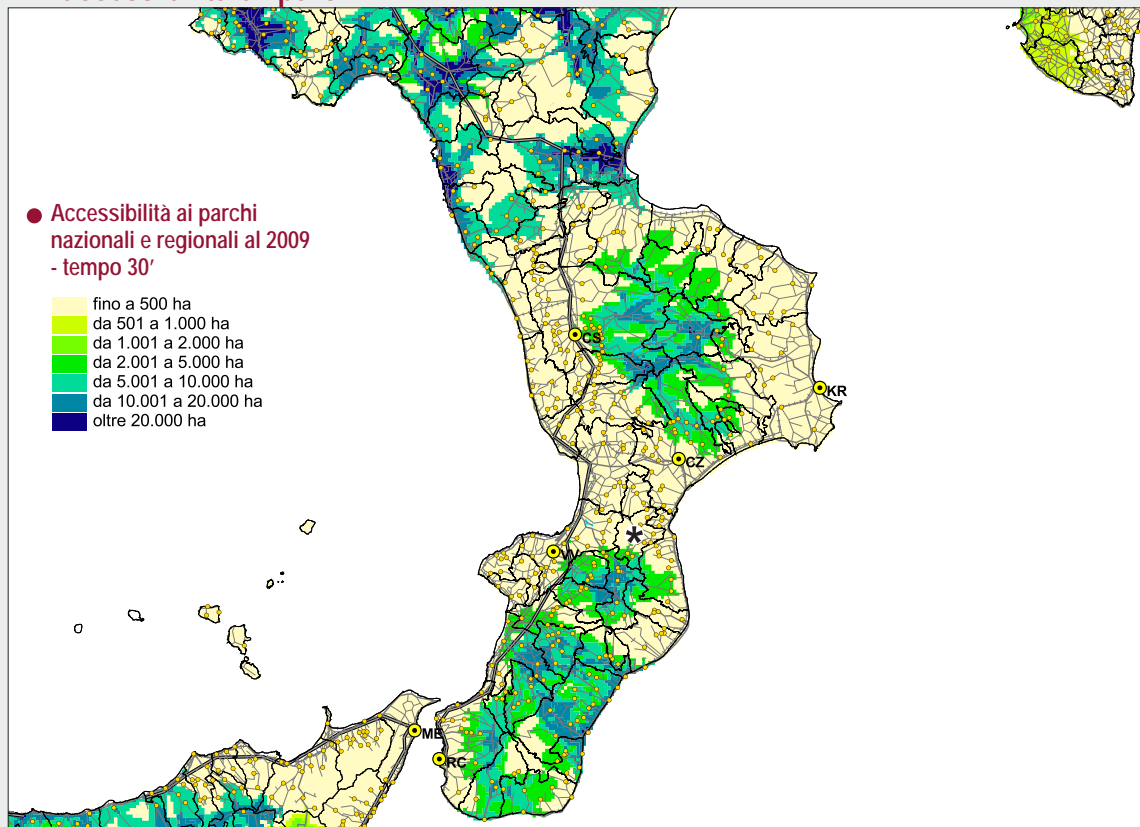 ● Accessibilità ai parchi
nazionali e regionali al 2009
- tempo 30'
fino a 500 ha
da 501 a 1.000 ha
da 1.001 a 2.000 ha
da 2.001 a 5.000 ha
da 5.001 a 10.000 ha
da 10.001 a 20.000 ha
oltre 20.000 ha
CS
KR
CZ
*
VV
ME
RC